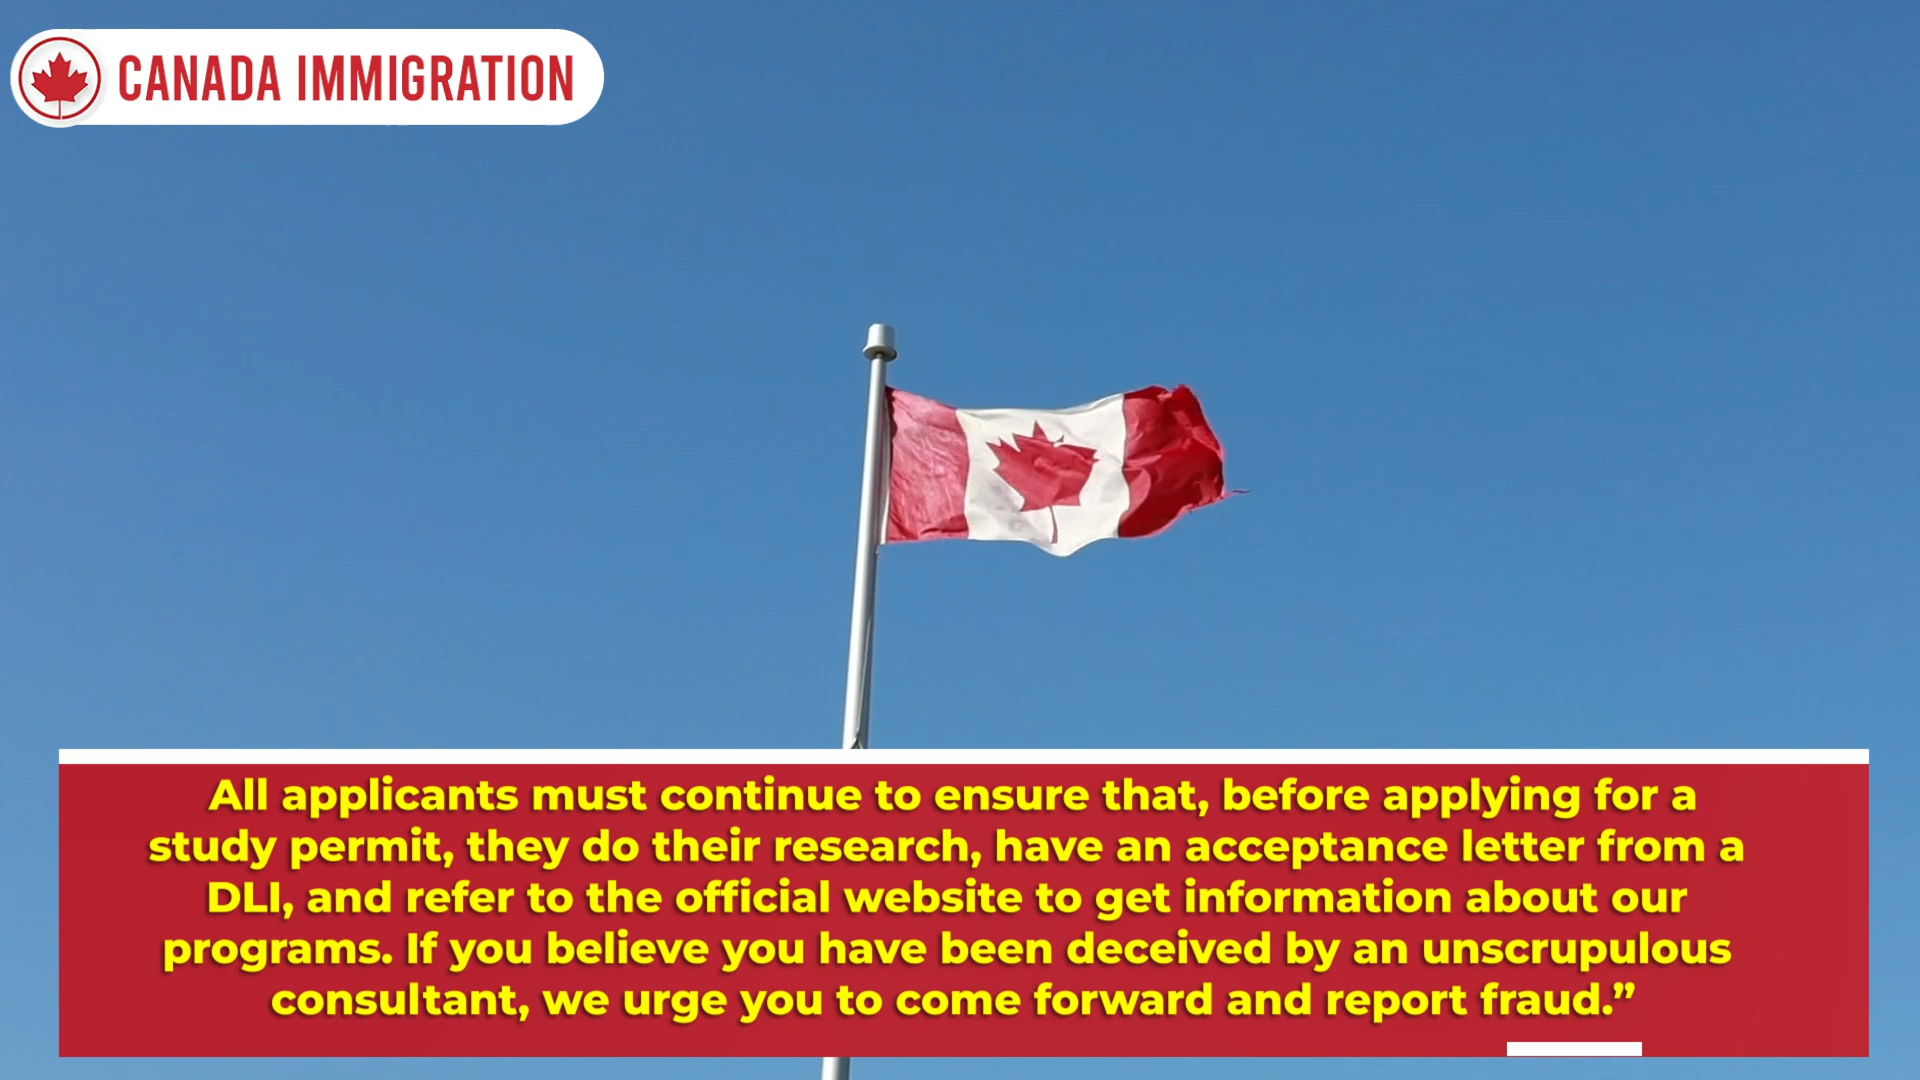 CANADA IMMIGRATION
All applicants must continue to ensure that, before applying for a
study permit, they do their research, have an acceptance letter from a
DLI, and refer to the official website to get information about our
programs. If you believe you have been deceived by an unscrupulous
consultant, we urge you to come forward and report fraud.”